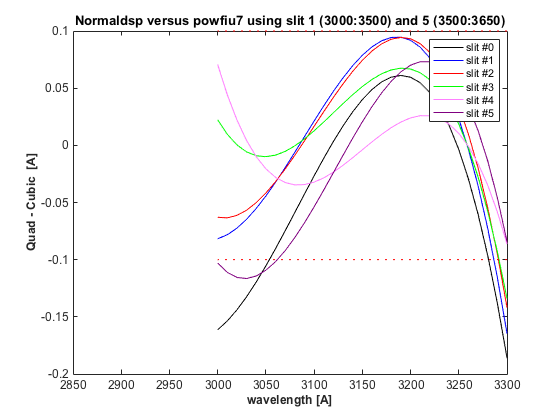 Normaldsp versus powfiu7 using slit 1 (3000:3500) and 5 (3500:3650)
0.1
0.05
0
-0.05
-0.1
-0.15
-0.2
Quad - Cubic [A]
slit #0
slit #1
slit #2
slit #3
slit #4
slit #5
2850 2900 2950 3000 3050 3100 3150 3200 3250 3300
wavelength [A]